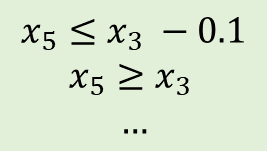 x₅ ≤ x₃ − 0.1
x₅ ≥ x₃
...